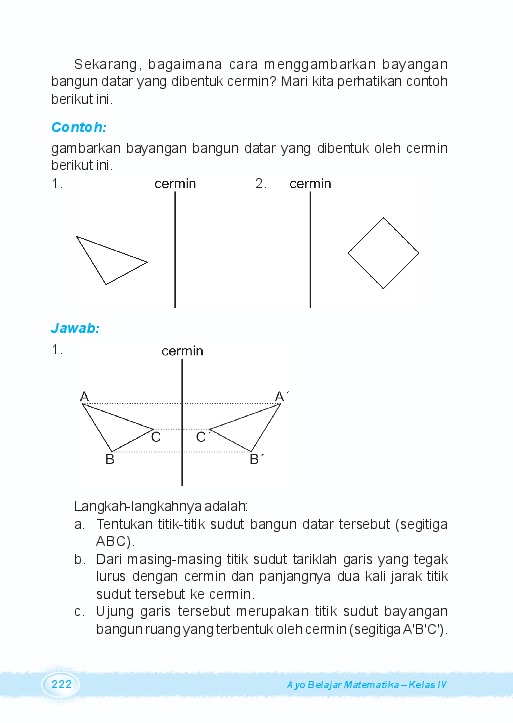 Sekarang, bagaimana cara menggambarkan bayangan
bangun datar yang dibentuk cermin? Mari kita perhatikan contoh
berikut ini.
Contoh:
gambarkan bayangan bangun datar yang dibentuk oleh cermin
berikut ini.
1. cermin 2. cermin
Jawab:
1. cermin
A A´
C C´
B B´
Langkah-langkahnya adalah:
a. Tentukan titik-titik sudut bangun datar tersebut (segitiga
ABC).
b. Dari masing-masing titik sudut tariklah garis yang tegak
lurus dengan cermin dan panjangnya dua kali jarak titik
sudut tersebut ke cermin.
c. Ujung garis tersebut merupakan titik sudut bayangan
bangun ruang yang terbentuk oleh cermin (segitiga A'B'C').
222 Ayo Belajar Matematika – Kelas IV